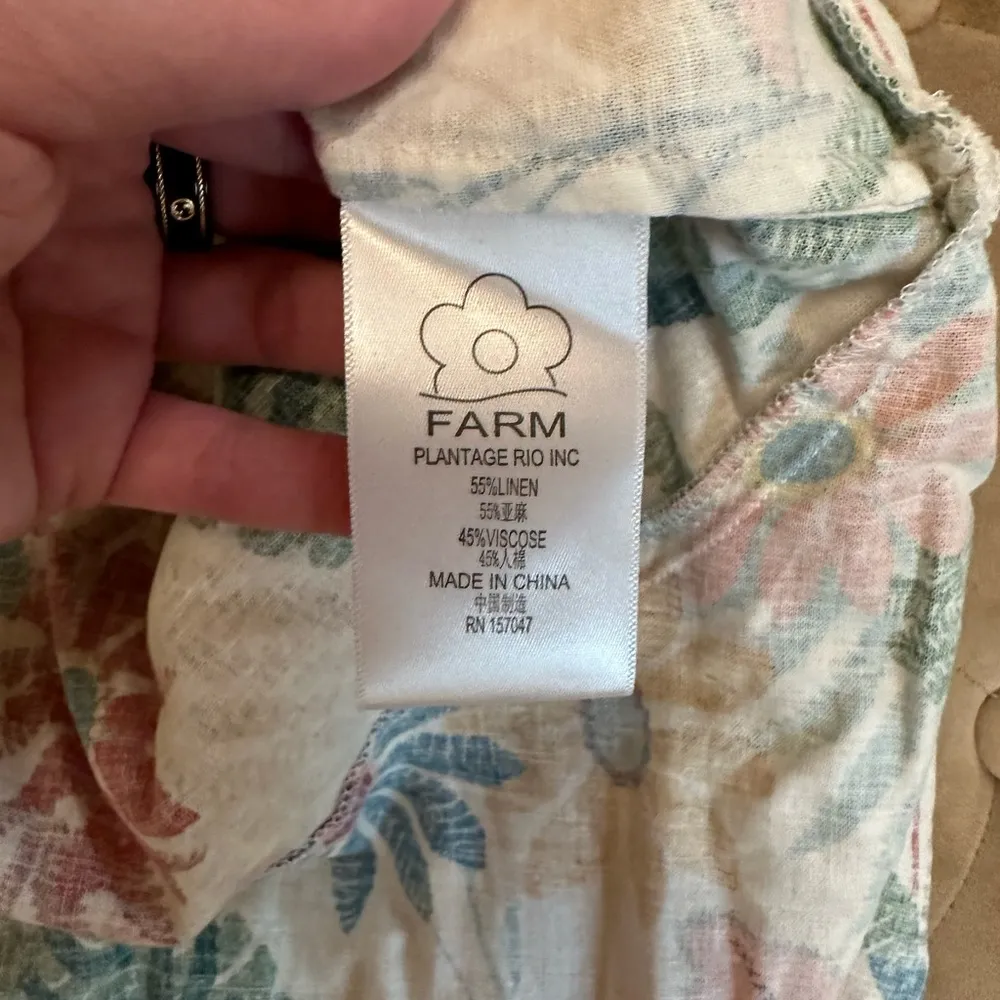 FARM
PLANTAGE RIO INC
55%LINEN
55%亚麻
45%VISCOSE
45%人棉
MADE IN CHINA
中国制造
RN 157047